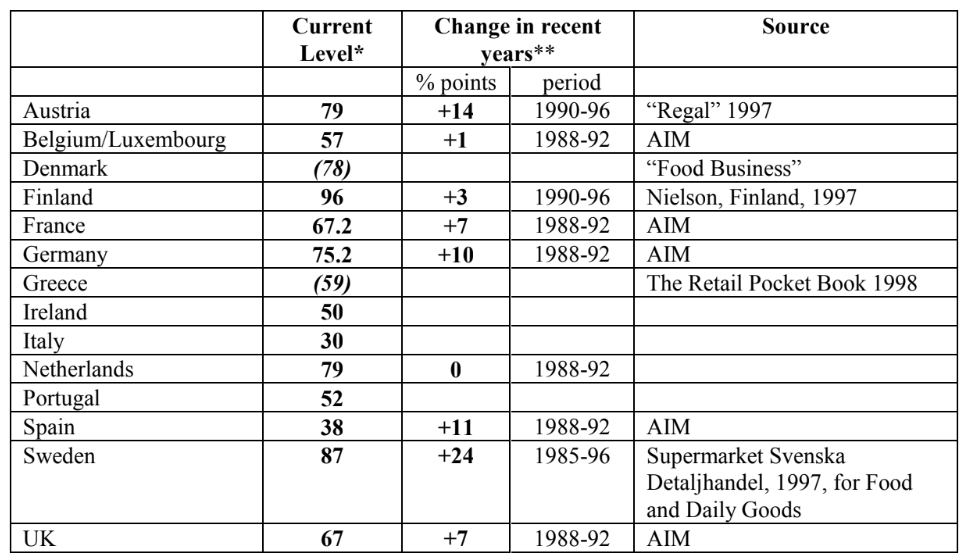 Current Level* Change in recent years** Source
% points period
Austria 79 +14 1990-96 “Regal” 1997
Belgium/Luxembourg 57 +1 1988-92 AIM
Denmark (78) “Food Business”
Finland 96 +3 1990-96 Nielson, Finland, 1997
France 67.2 +7 1988-92 AIM
Germany 75.2 +10 1988-92 AIM
Greece (59) The Retail Pocket Book 1998
Ireland 50
Italy 30
Netherlands 79 0 1988-92
Portugal 52
Spain 38 +11 1988-92 AIM
Sweden 87 +24 1985-96 Supermarket Svenska
Detaljhandel, 1997, for Food
and Daily Goods
UK 67 +7 1988-92 AIM